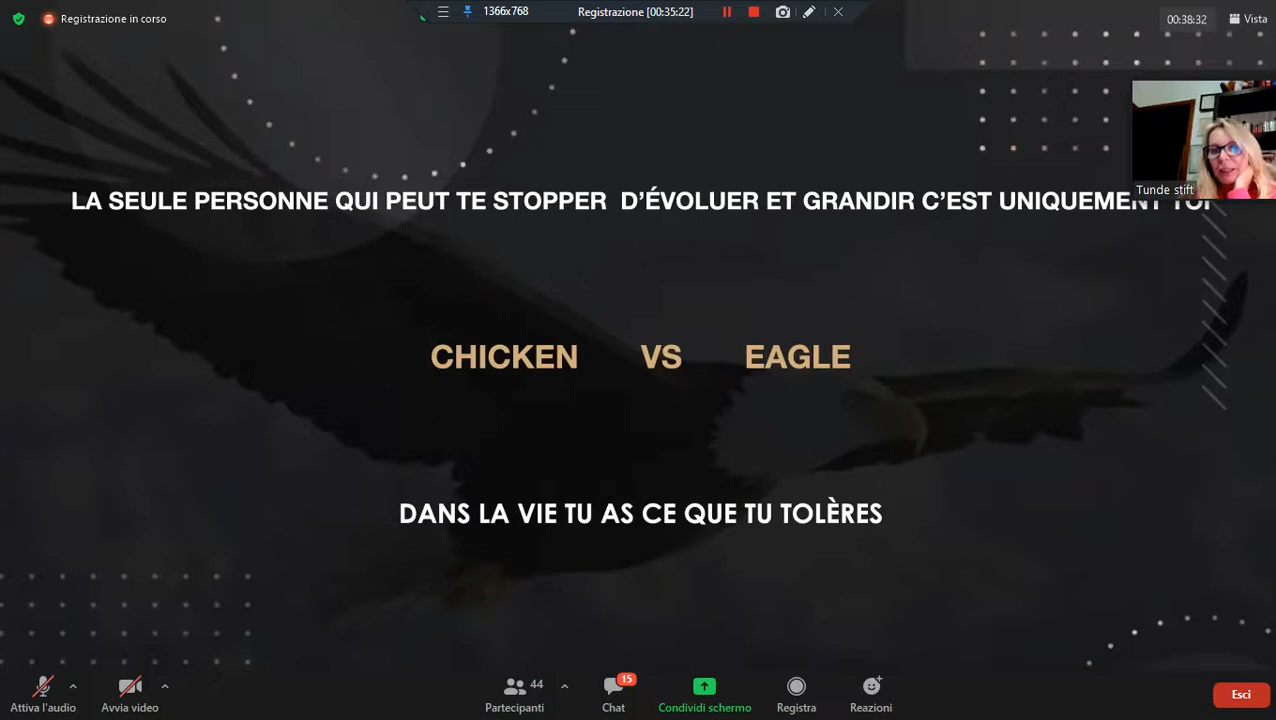 Registrazione in corso
1366x768
Registrazione [00:35:22]
00:38:32
Vista
Tunde stift
LA SEULE PERSONNE QUI PEUT TE STOPPER D'ÉVOLUER ET GRANDIR C'EST UNIQUEMENT TOI
CHICKEN VS EAGLE
DANS LA VIE TU AS CE QUE TU TOLÈRES
44
15
Attiva l'audio
Avvia video
Partecipanti
Chat
Condividi schermo
Registra
Reazioni
Esci